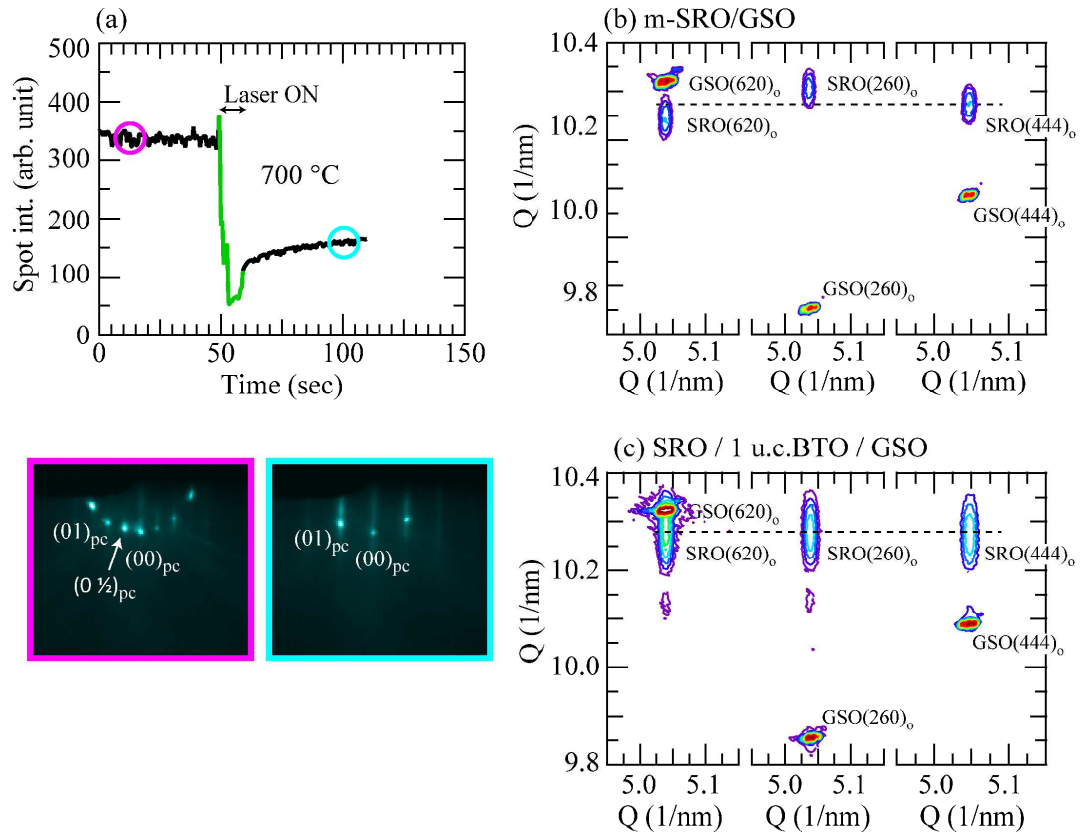 (a)
500
400
300
200
100
0
0
50
100
150
Spot int. (arb. unit)
Time (sec)
Laser ON
700 °C
(01)pc
(0 ½)pc
(00)pc
(01)pc
(00)pc
(b) m-SRO/GSO
10.4
10.2
10.0
9.8
Q (1/nm)
GSO(620)o
SRO(620)o
SRO(260)o
GSO(260)o
SRO(444)o
GSO(444)o
5.0 5.1 5.0 5.1 5.0 5.1
Q (1/nm) Q (1/nm) Q (1/nm)
(c) SRO / 1 u.c.BTO / GSO
10.4
10.2
10.0
9.8
Q (1/nm)
GSO(620)o
SRO(620)o
SRO(260)o
GSO(260)o
SRO(444)o
GSO(444)o
5.0 5.1 5.0 5.1 5.0 5.1
Q (1/nm) Q (1/nm) Q (1/nm)